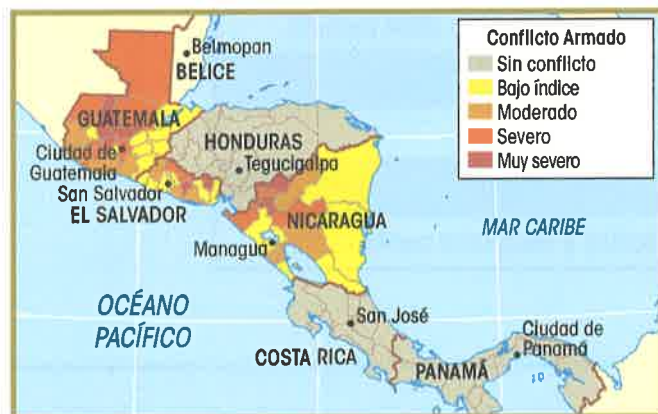 Conflicto Armado
Sin conflicto
Bajo índice
Moderado
Severo
Muy severo
Belmopan
BELICE
GUATEMALA
Ciudad de
Guatemala
HONDURAS
Tegucigalpa
San Salvador
EL SALVADOR
NICARAGUA
Managua
MAR CARIBE
OCÉANO
PACÍFICO
San José
COSTA RICA
Ciudad de
Panamá
PANAMÁ